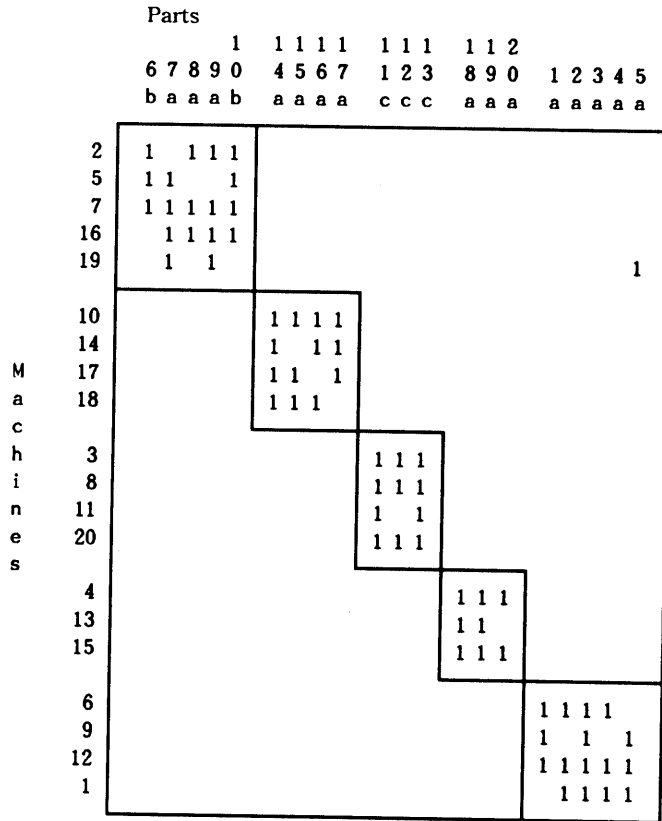 Parts
1 1 1 1 1 1 1 1 1 1 2
6 7 8 9 0 4 5 6 7 1 2 3 8 9 0 1 2 3 4 5
b a a a b a a a a c c c a a a a a a a a
2 1 1 1 1
5 1 1 1
7 1 1 1 1 1
16 1 1 1 1
19 1 1 1
10 1 1 1 1
14 1 1 1
17 1 1 1
18 1 1 1
3 1 1 1
8 1 1 1
11 1 1
20 1 1 1
4 1 1 1
13 1 1
15 1 1 1
6 1 1 1 1
9 1 1 1
12 1 1 1 1 1
1 1 1 1 1
Machines